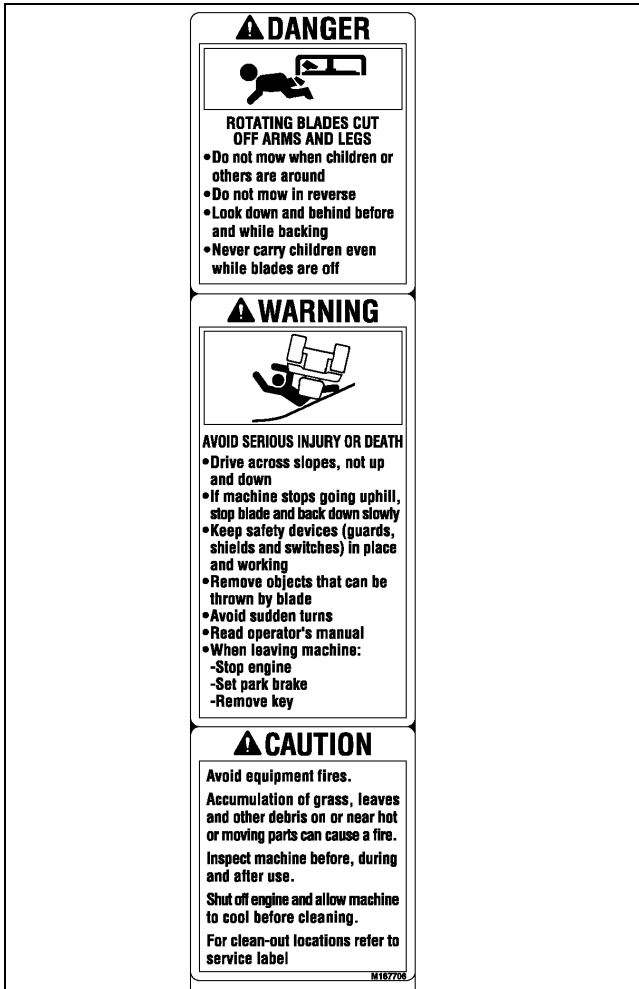 DANGER
ROTATING BLADES CUT
OFF ARMS AND LEGS
•Do not mow when children or
others are around
•Do not mow in reverse
•Look down and behind before
and while backing
•Never carry children even
while blades are off
WARNING
AVOID SERIOUS INJURY OR DEATH
•Drive across slopes, not up
and down
•If machine stops going uphill,
stop blade and back down slowly
•Keep safety devices (guards,
shields and switches) in place
and working
•Remove objects that can be
thrown by blade
•Avoid sudden turns
•Read operator's manual
•When leaving machine:
-Stop engine
-Set park brake
-Remove key
CAUTION
Avoid equipment fires.
Accumulation of grass, leaves
and other debris on or near hot
or moving parts can cause a fire.
Inspect machine before, during
and after use.
Shut off engine and allow machine
to cool before cleaning.
For clean-out locations refer to
service label
M167706